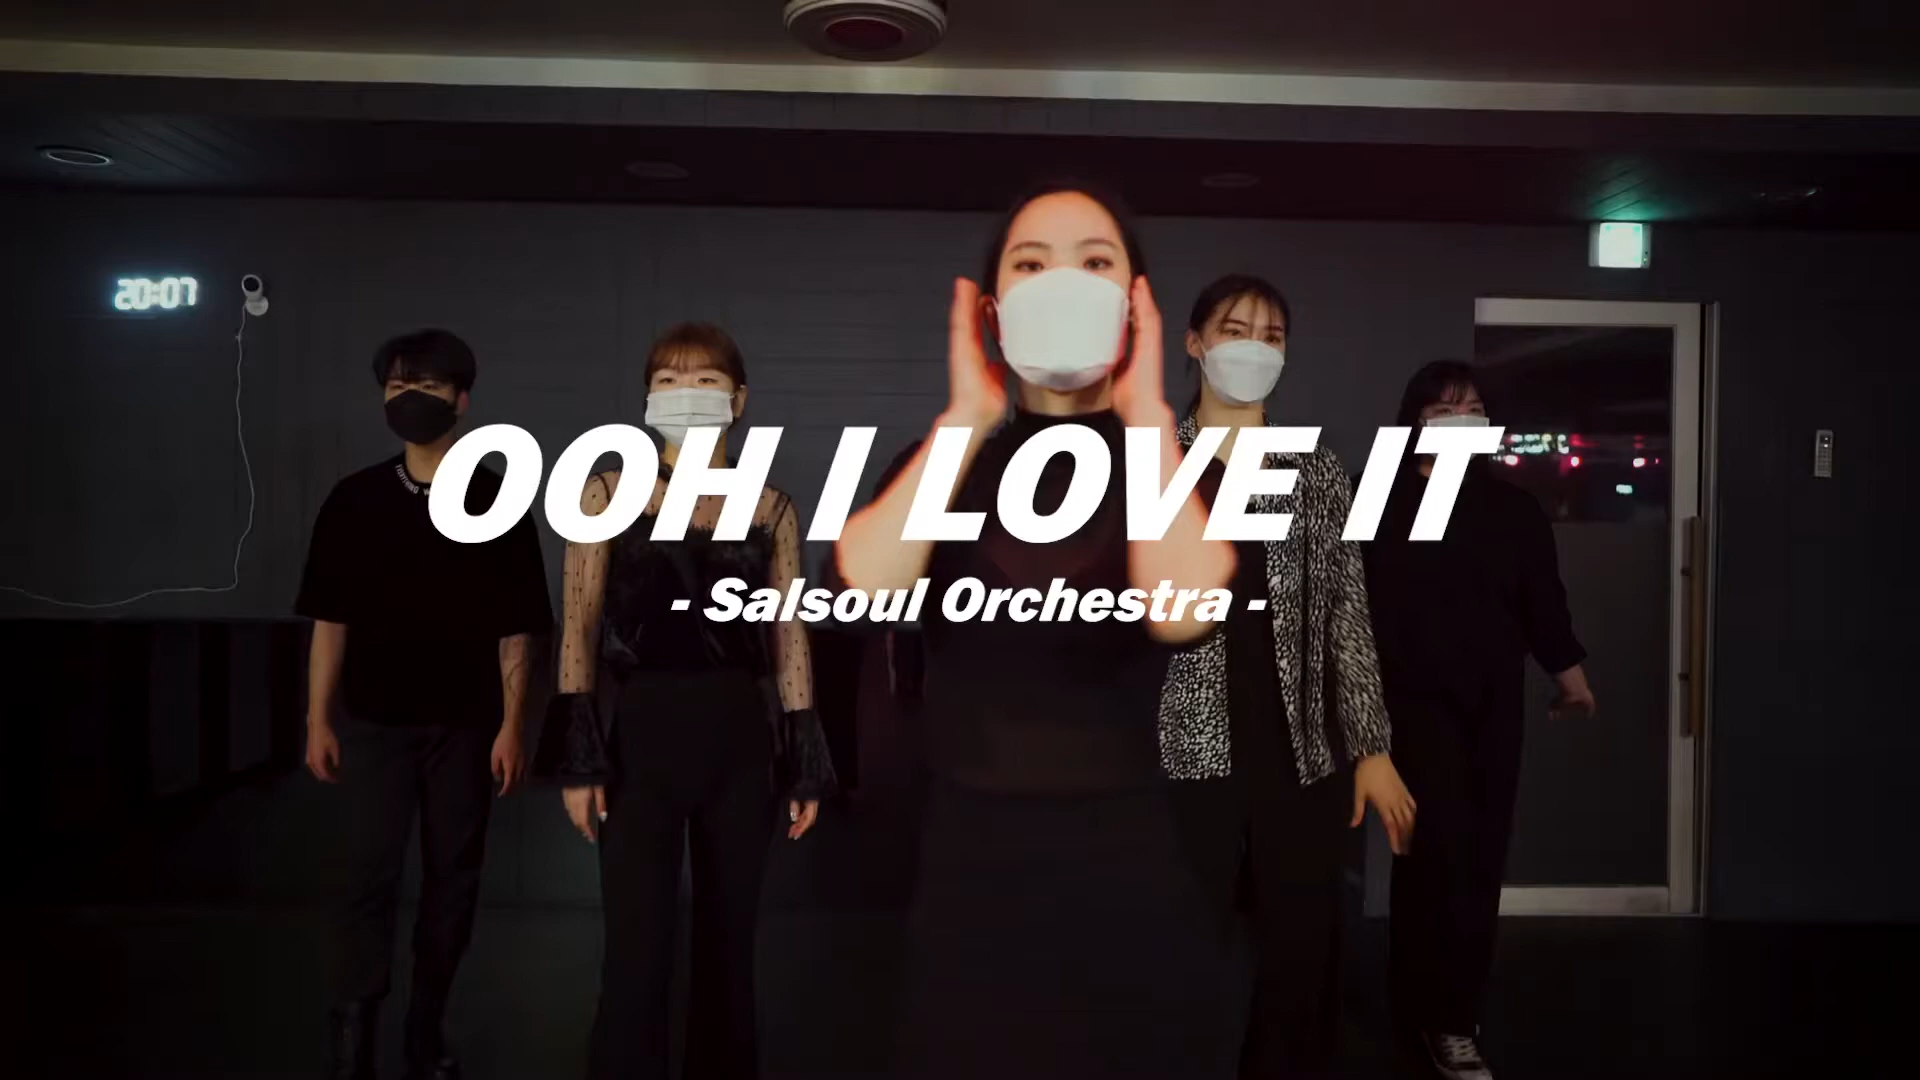 20:07
OOH I LOVE IT
- Salsoul Orchestra -